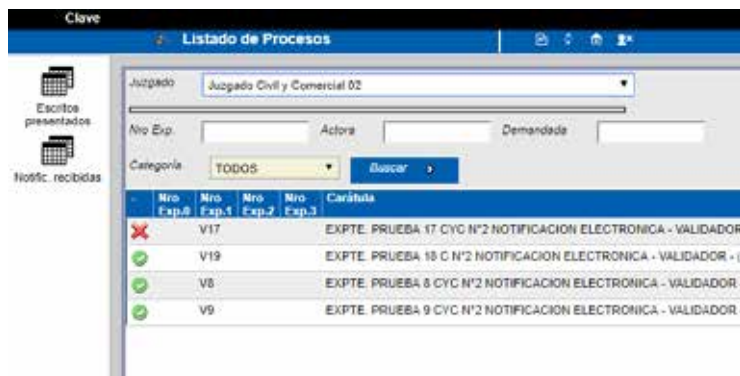 Clave
Listado de Procesos
Escritos
presentados
Notific. recibidas
Juzgado Juzgado Civil y Comercial 02
Nro Exp. Actora Demandada
Categoría TODOS Buscar
- Nro Exp.0 Nro Exp.1 Nro Exp.2 Nro Exp.3 Carátula
V17 EXPTE. PRUEBA 17 CYC N°2 NOTIFICACION ELECTRONICA - VALIDADOR
V19 EXPTE. PRUEBA 18 C N°2 NOTIFICACION ELECTRONICA - VALIDADOR - (
V8 EXPTE. PRUEBA 8 CYC N°2 NOTIFICACION ELECTRONICA - VALIDADOR
V9 EXPTE. PRUEBA 9 CYC N°2 NOTIFICACION ELECTRONICA - VALIDADOR